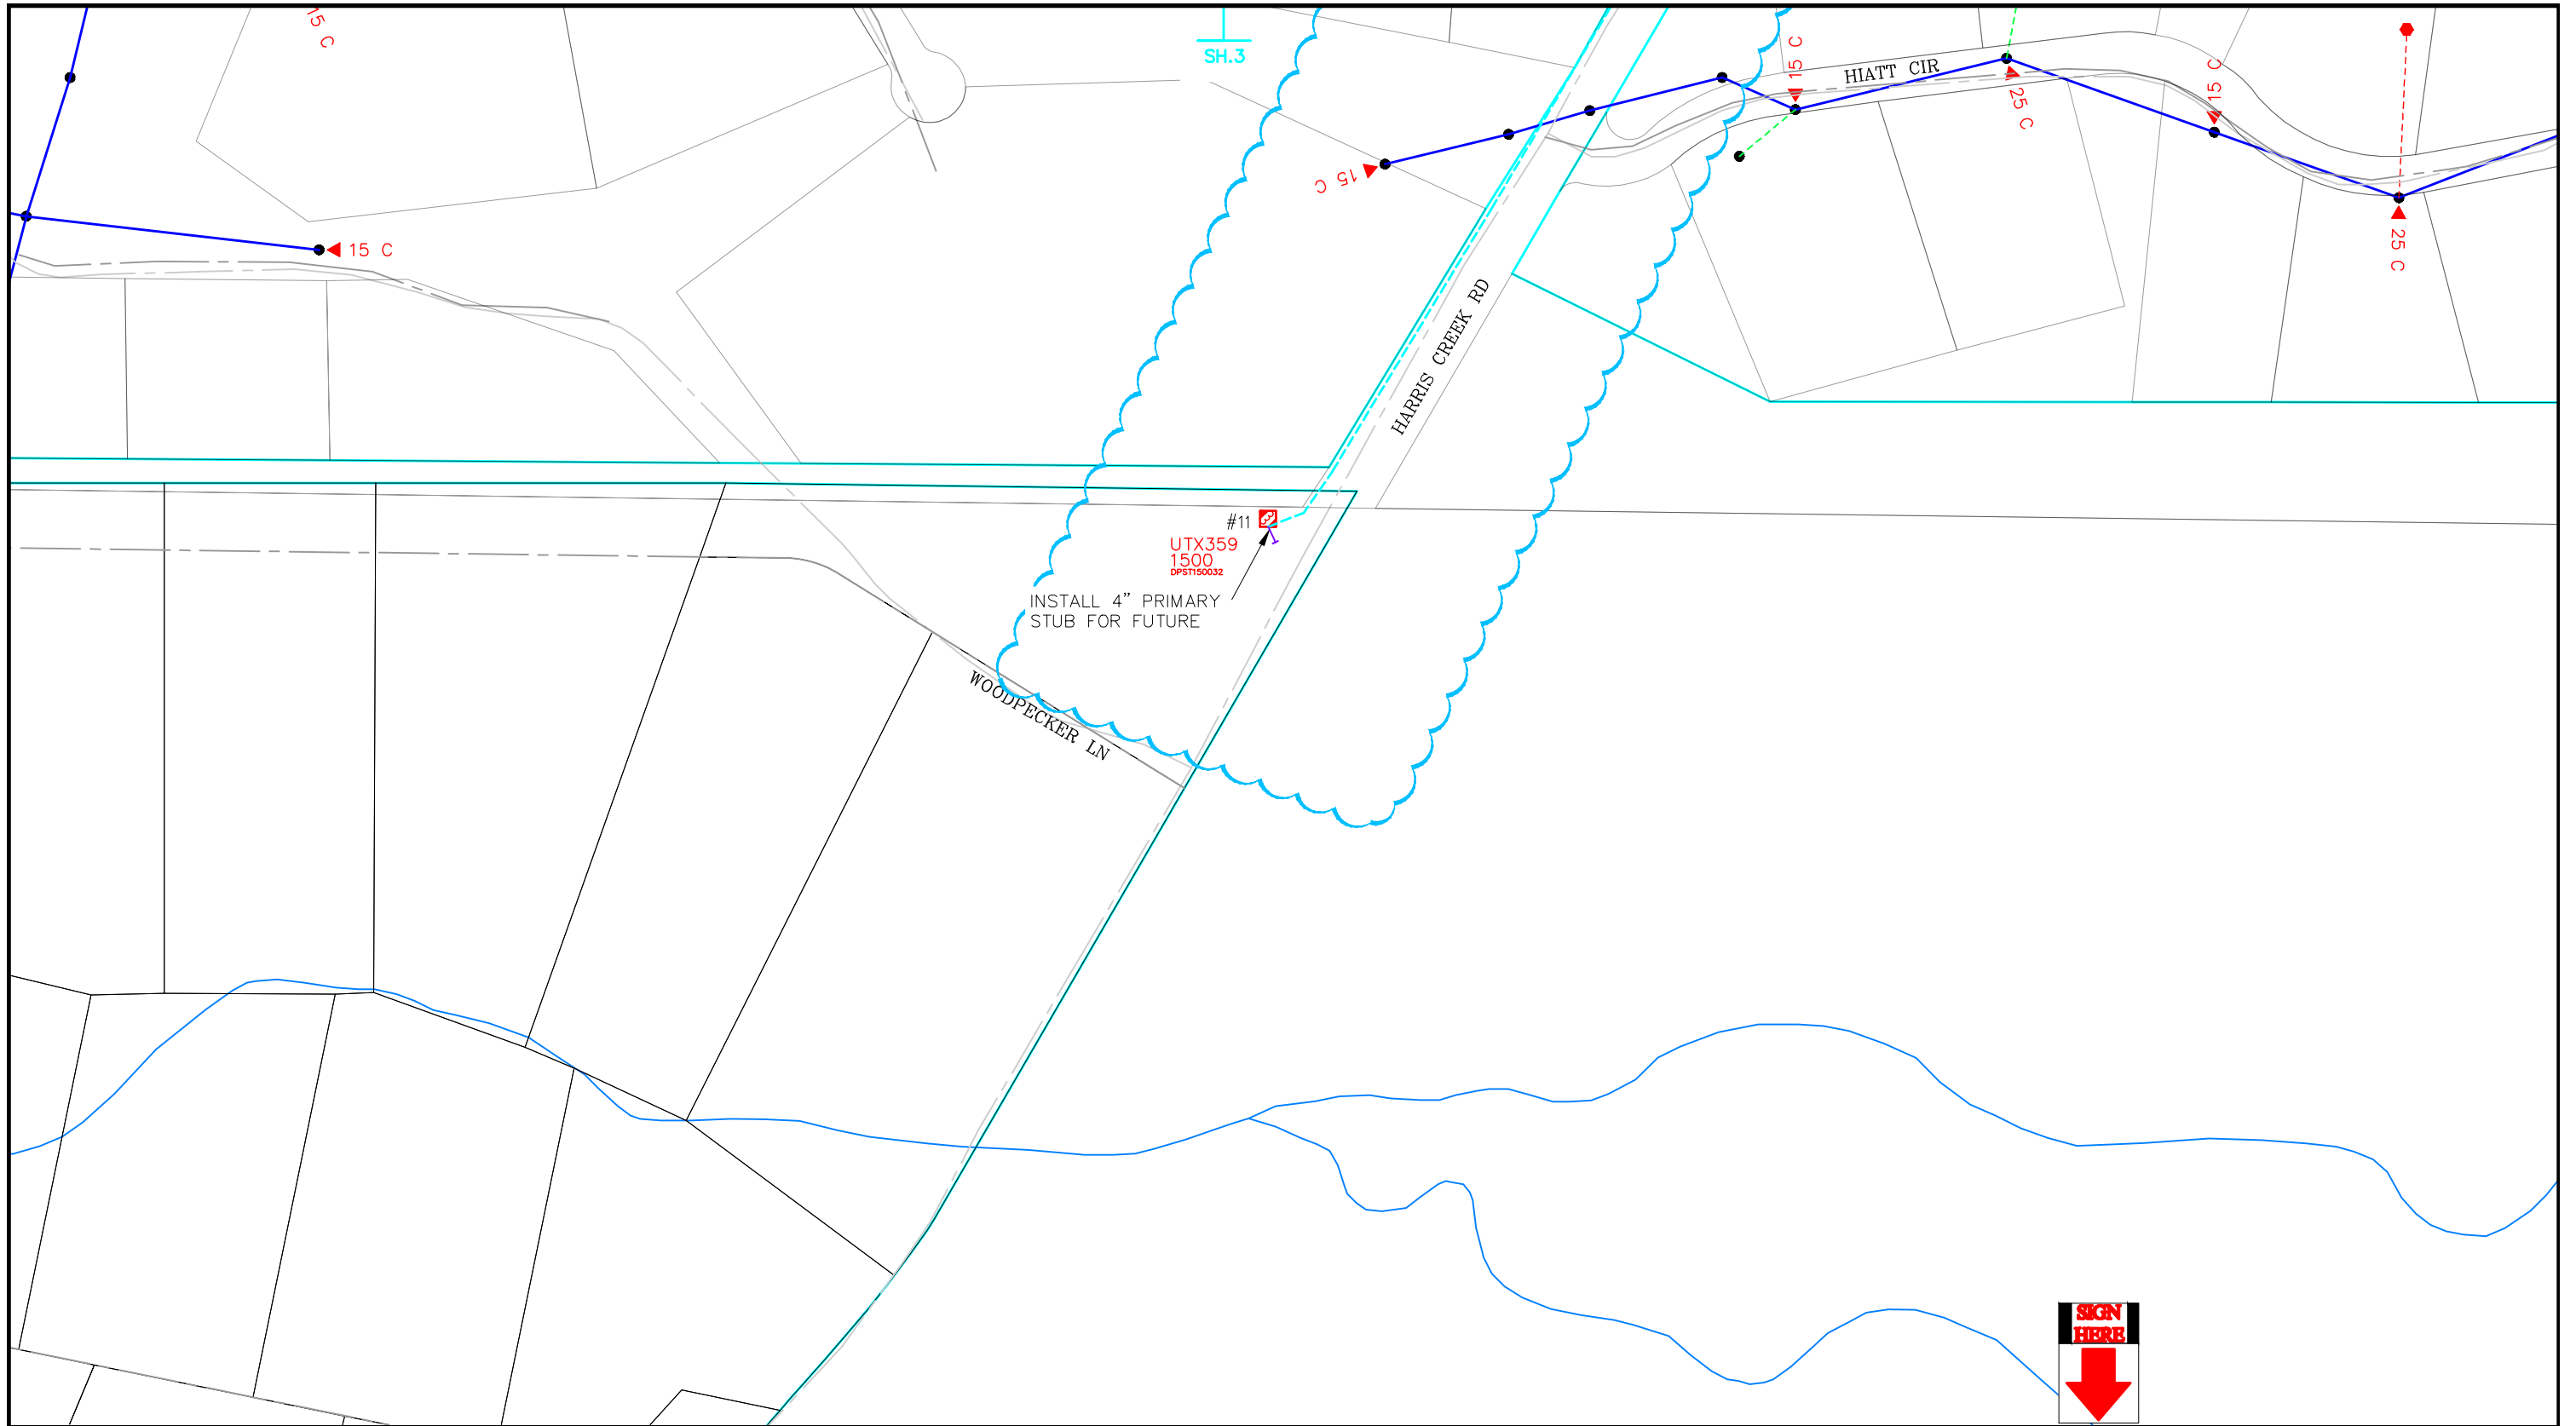 15 C
SH.3
15 C
HIATT CIR
25 C
15 C
15 C
15 C
25 C
HARRIS CREEK RD
#11
UTX359
1500
DPST150032
INSTALL 4" PRIMARY
STUB FOR FUTURE
WOODPECKER LN
SIGN
HERE